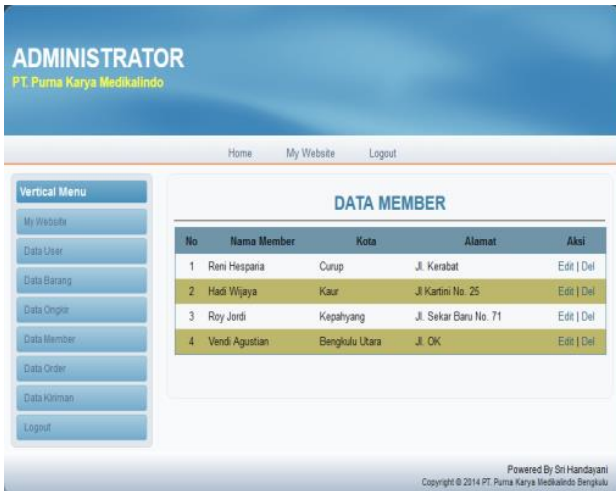 ADMINISTRATOR
PT. Purna Karya Medikalindo
Home My Website Logout
Vertical Menu
My Website
Data User
Data Barang
Data Ongkir
Data Member
Data Order
Data Kiriman
Logout
DATA MEMBER
No Nama Member Kota Alamat Aksi
1 Reni Hesparia Curup Jl. Kerabat Edit | Del
2 Hadi Wijaya Kaur Jl Kartini No. 25 Edit | Del
3 Roy Jordi Kepahyang Jl. Sekar Baru No. 71 Edit | Del
4 Vendi Agustian Bengkulu Utara Jl. OK Edit | Del
Powered By Sri Handayani
Copyright © 2014 PT. Purna Karya Medikalindo Bengkulu